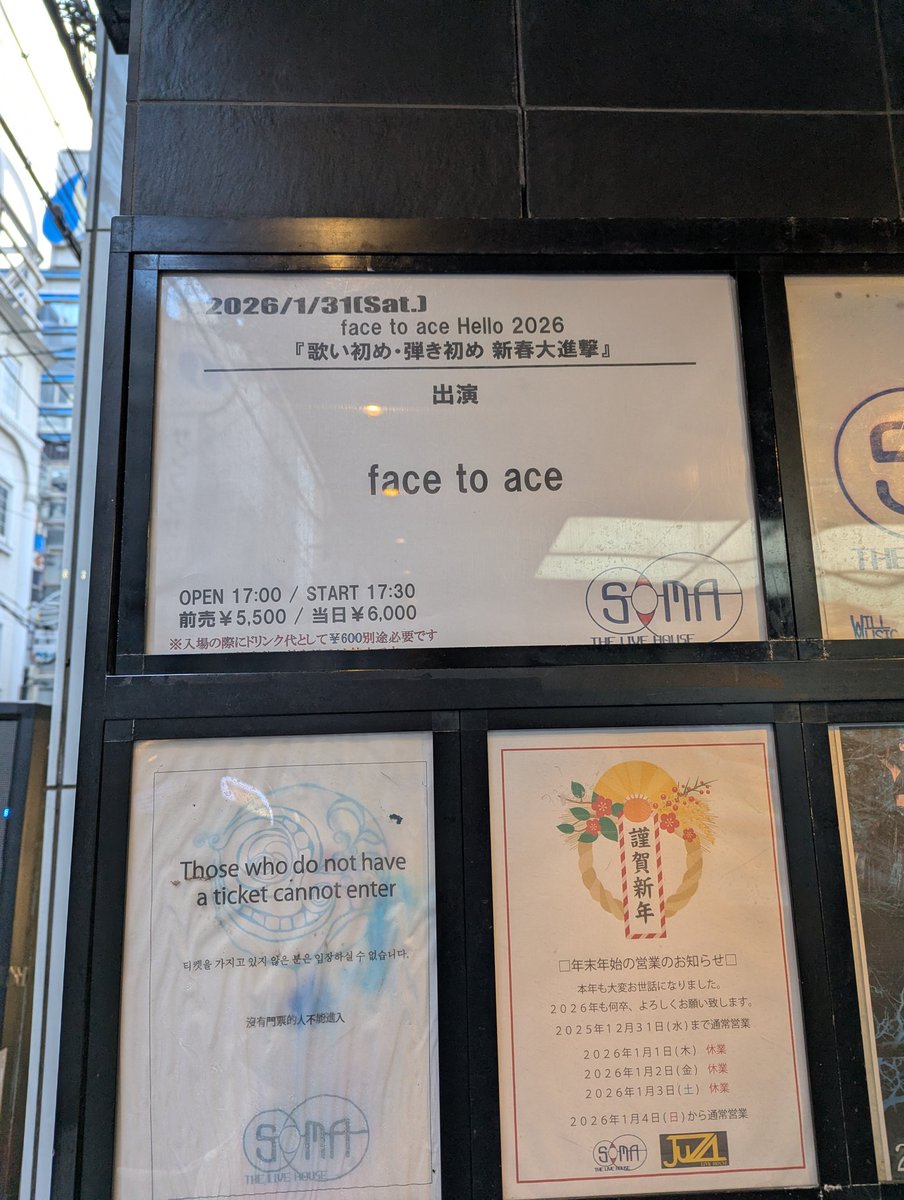 2026/1/31(Sat.)
face to ace Hello 2026
『歌い初め・弾き初め 新春大進撃』
出演
face to ace
OPEN 17:00 / START 17:30
前売￥5,500 / 当日￥6,000
※入場の際にドリンク代として￥600別途必要です
SOMA
THE LIVE HOUSE
Those who do not have
a ticket cannot enter
티켓을 가지고 있지 않은 분은 입장하실 수 없습니다.
沒有門票的人不能進入
SOMA
THE LIVE HOUSE
謹賀新年
□年末年始の営業のお知らせ□
本年も大変お世話になりました。
2026年も何卒、よろしくお願い致します。
2025年12月31日(水)まで通常営業
2026年1月1日(木) 休業
2026年1月2日(金) 休業
2026年1月3日(土) 休業
2026年1月4日(日)から通常営業
SOMA
THE LIVE HOUSE